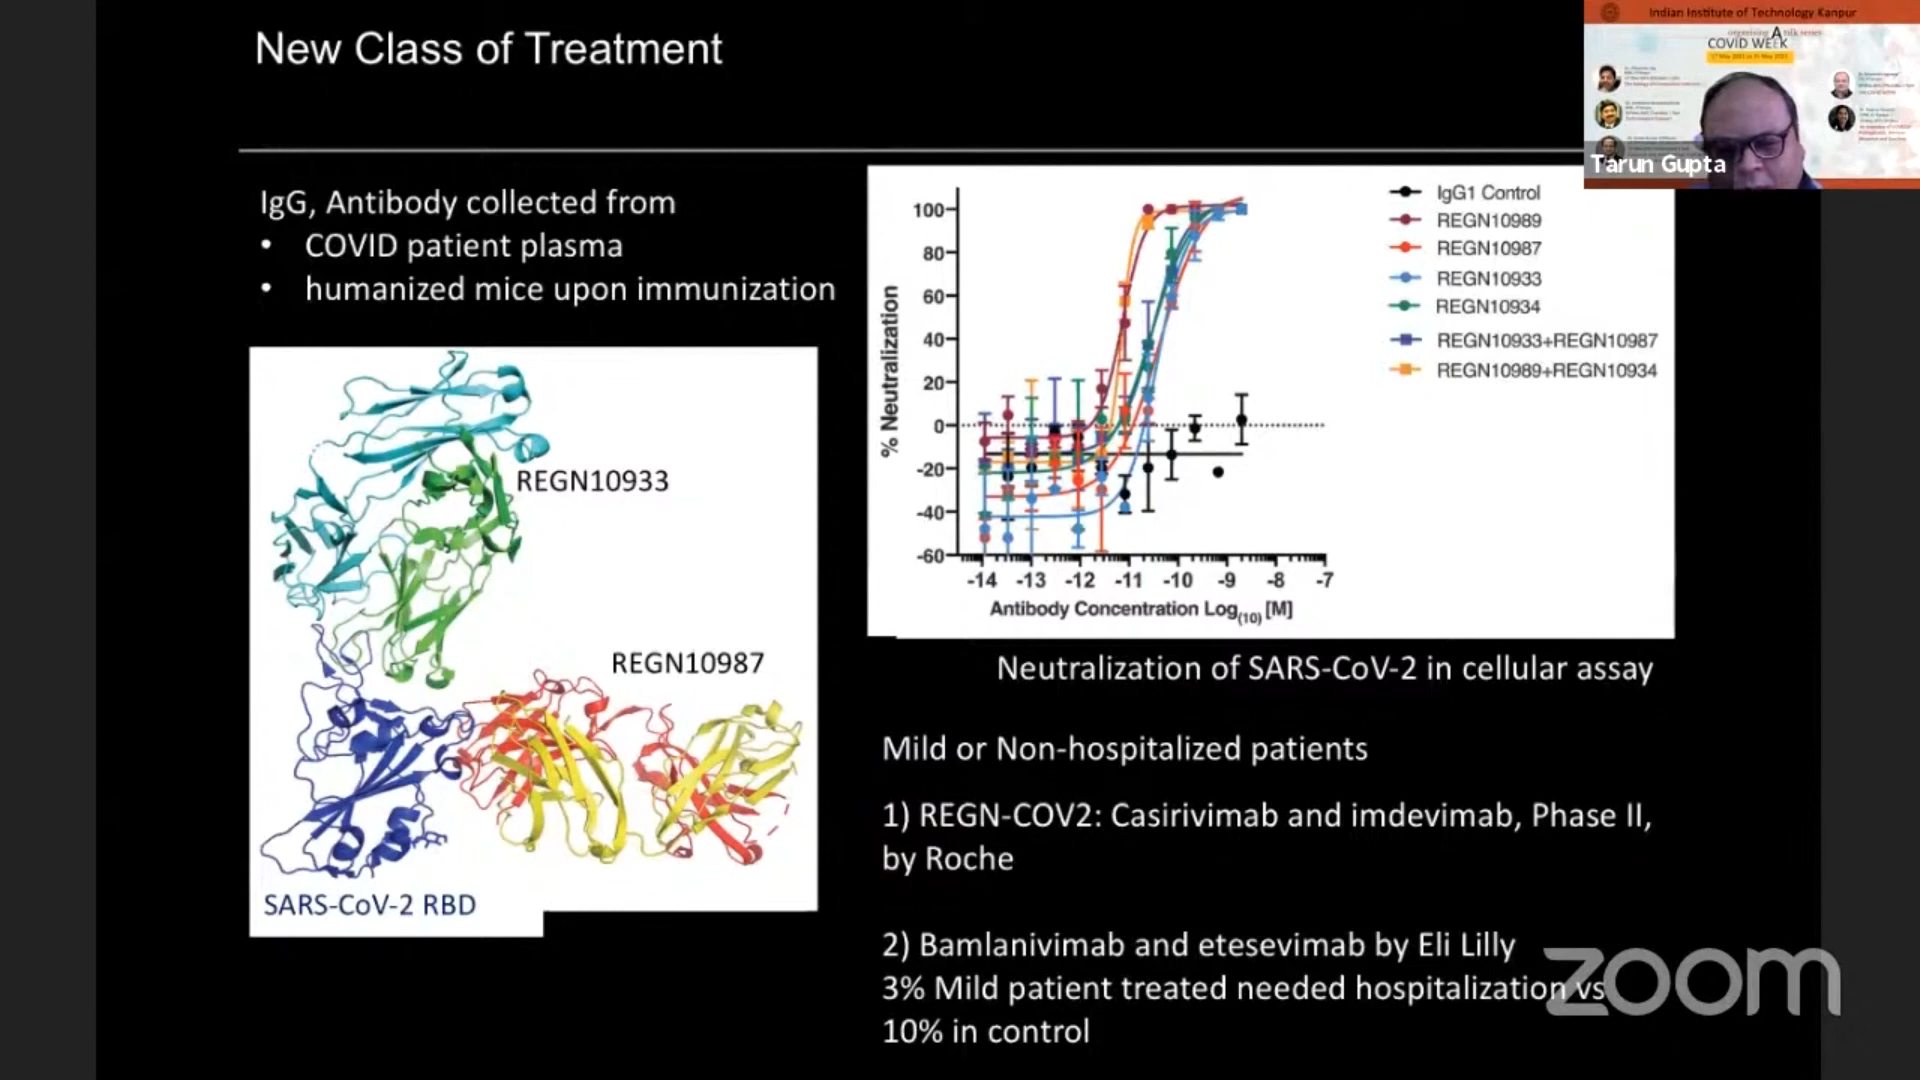 New Class of Treatment
IgG, Antibody collected from
• COVID patient plasma
• humanized mice upon immunization
REGN10933
REGN10987
SARS-CoV-2 RBD
% Neutralization
100
80
60
40
20
0
-20
-40
-60
-14 -13 -12 -11 -10 -9 -8 -7
Antibody Concentration Log(10) [M]
IgG1 Control
REGN10989
REGN10987
REGN10933
REGN10934
REGN10933+REGN10987
REGN10989+REGN10934
Neutralization of SARS-CoV-2 in cellular assay
Mild or Non-hospitalized patients
1) REGN-COV2: Casirivimab and imdevimab, Phase II,
by Roche
2) Bamlanivimab and etesevimab by Eli Lilly
3% Mild patient treated needed hospitalization vs
10% in control
Indian Institute of Technology Kanpur
organising A talk series
COVID WEEK
Tarun Gupta
zoom